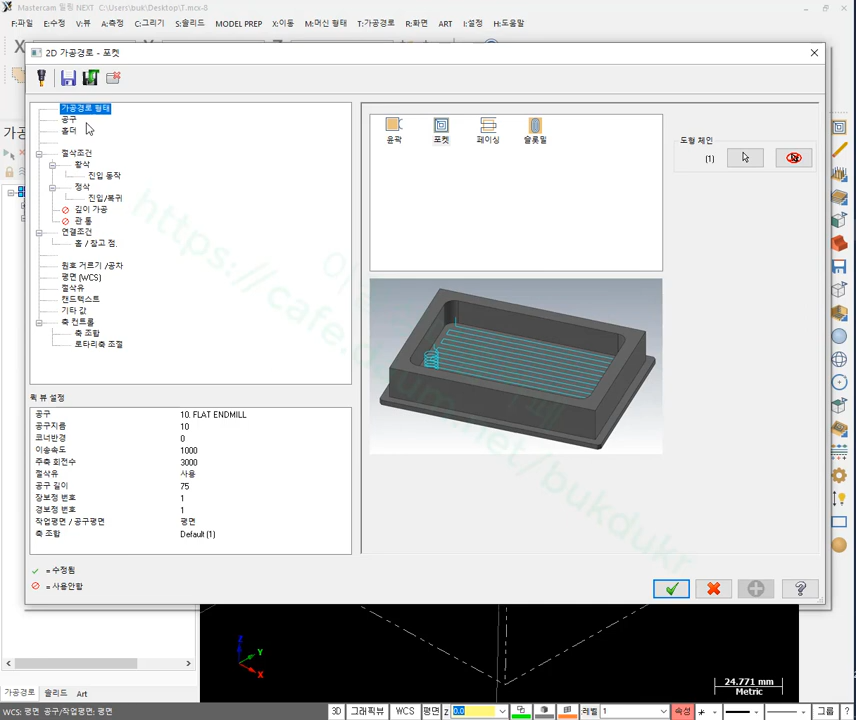 Mastercam 밀링 NEXT C:\Users\buk\Desktop\T.mcx-8
F:파일 E:수정 V:뷰 A:측정 C:그리기 S:솔리드 MODEL PREP X:이동 M:머신 형태 T:가공경로 R:화면 ART I:설정 H:도움말
2D 가공경로 - 포켓
가공경로 형태
공구
홀더
절삭조건
황삭
진입 동작
정삭
진입/복귀
깊이 가공
관 통
연결조건
홈 / 참고 점.
원호 거르기 /공차
평면 (WCS)
절삭유
캔드텍스트
기타 값
축 컨트롤
축 조합
로타리축 조절
윤곽
포켓
페이싱
슬롯밀
도형 체인
(1)
퀵 뷰 설정
공구 10. FLAT ENDMILL
공구지름 10
코너반경 0
이송속도 1000
주축 회전수 3000
절삭유 사용
공구 길이 75
장보정 번호 1
경보정 번호 1
작업평면 / 공구평면 평면
축 조합 Default (1)
= 수정됨
= 사용안함
https://cafe.daum.net/bukdukr
가공경로 솔리드 Art
Z
Y
X
24.771 mm
Metric
WCS: 평면 공구/작업평면: 평면
3D 그래픽뷰 WCS 평면 z 0.0 레벨 1 속성 그룹 ?